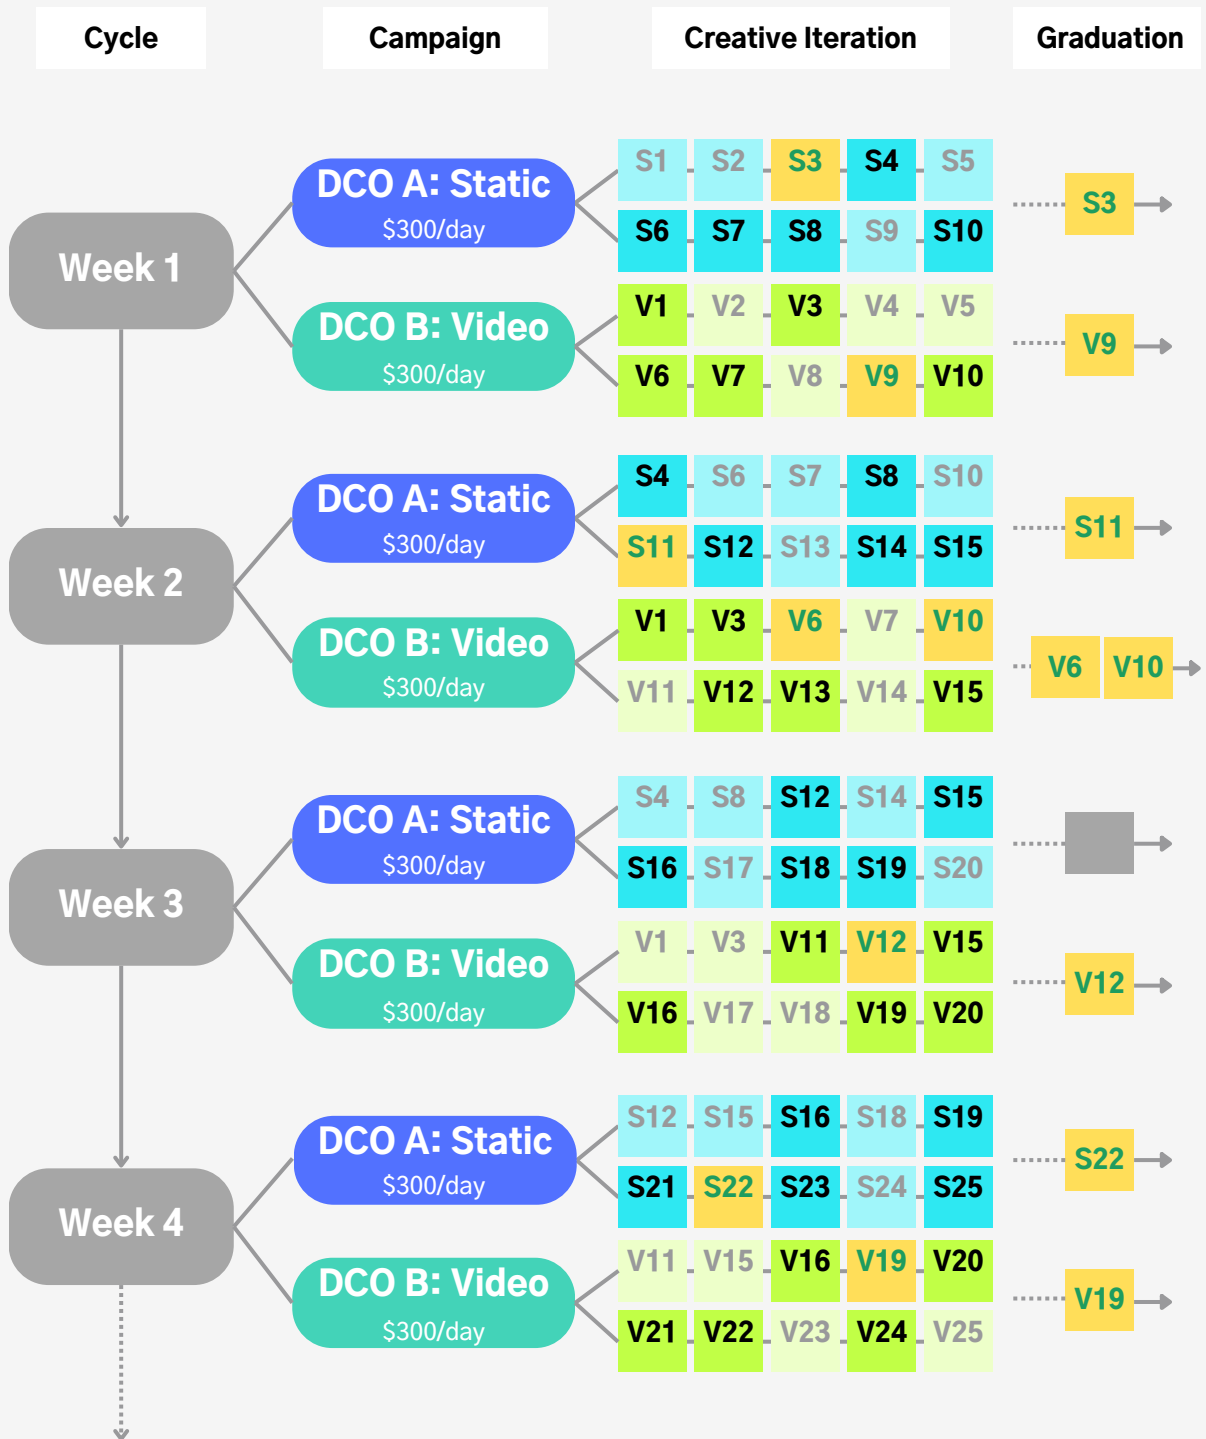 Cycle Campaign Creative Iteration Graduation
DCO A: Static
$300/day
S1 S2 S3 S4 S5
S6 S7 S8 S9 S10
S3
Week 1
DCO B: Video
$300/day
V1 V2 V3 V4 V5
V6 V7 V8 V9 V10
V9
DCO A: Static
$300/day
S4 S6 S7 S8 S10
S11 S12 S13 S14 S15
S11
Week 2
DCO B: Video
$300/day
V1 V3 V6 V7 V10
V11 V12 V13 V14 V15
V6 V10
DCO A: Static
$300/day
S4 S8 S12 S14 S15
S16 S17 S18 S19 S20
Week 3
DCO B: Video
$300/day
V1 V3 V11 V12 V15
V16 V17 V18 V19 V20
V12
DCO A: Static
$300/day
S12 S15 S16 S18 S19
S21 S22 S23 S24 S25
S22
Week 4
DCO B: Video
$300/day
V11 V15 V16 V19 V20
V21 V22 V23 V24 V25
V19